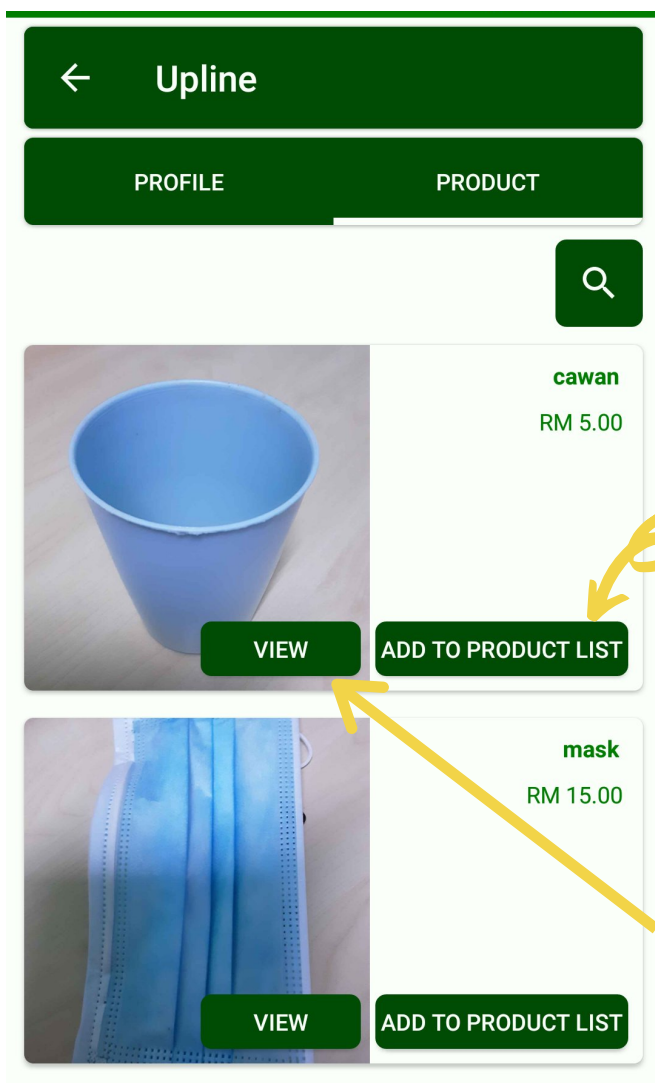 Upline
PROFILE
PRODUCT
cawan
RM 5.00
VIEW
ADD TO PRODUCT LIST
mask
RM 15.00
VIEW
ADD TO PRODUCT LIST